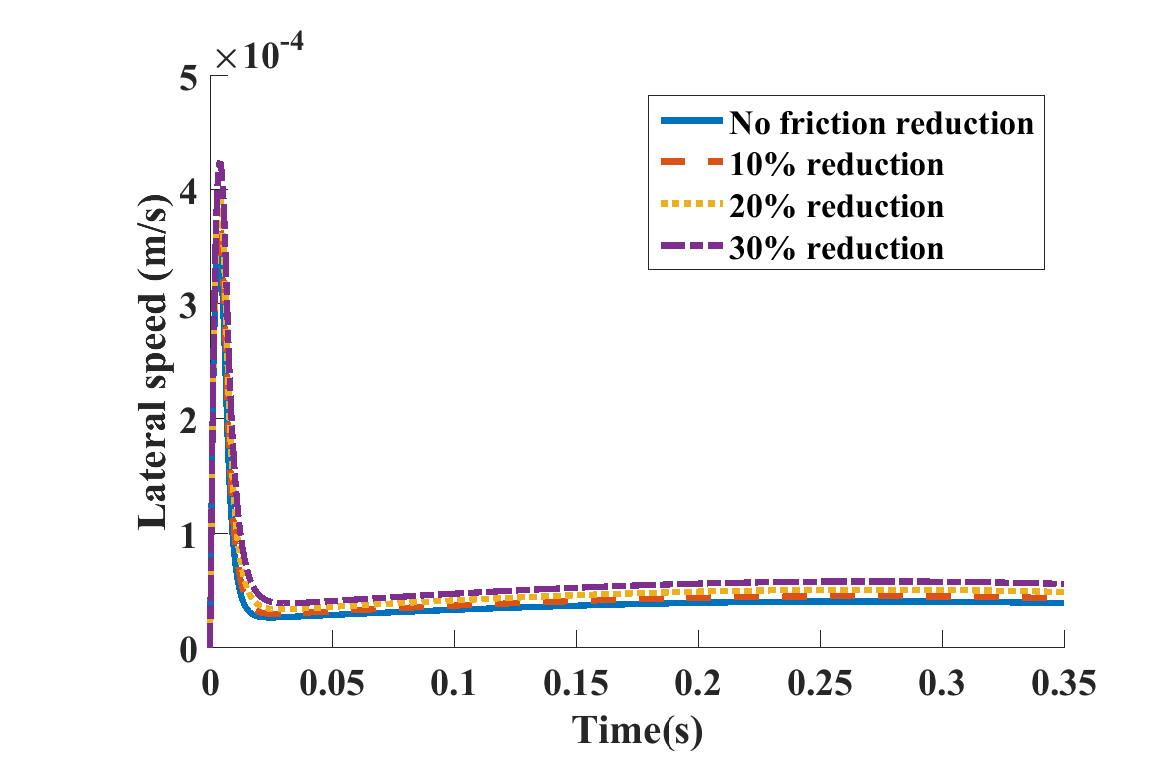 ×10-4
5
4
3
2
1
0
Lateral speed (m/s)
No friction reduction
10% reduction
20% reduction
30% reduction
0 0.05 0.1 0.15 0.2 0.25 0.3 0.35
Time(s)